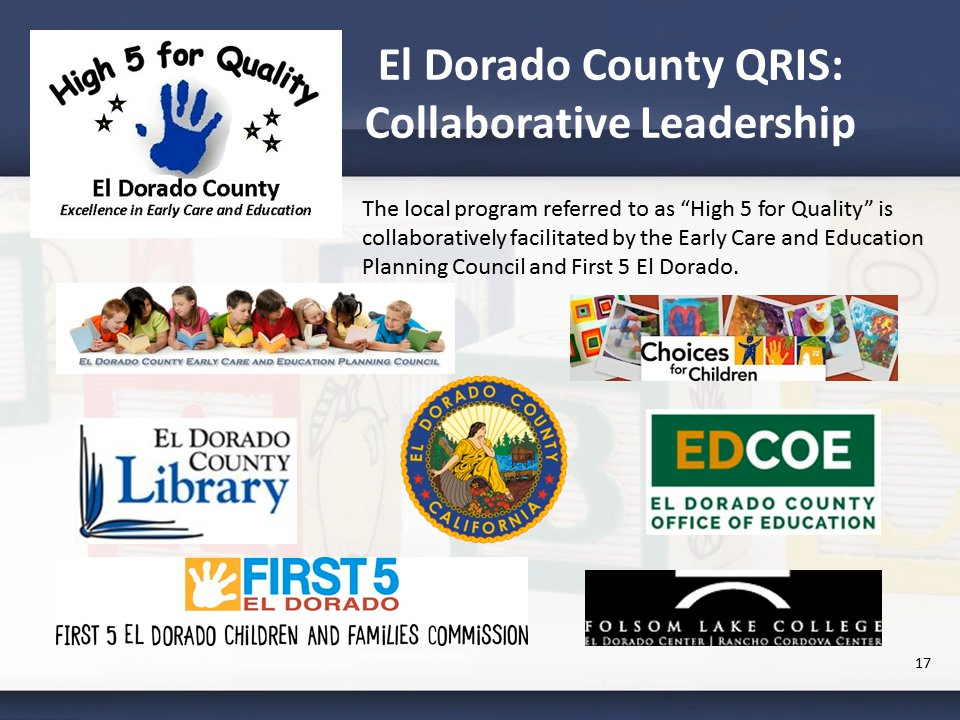 High 5 for Quality
El Dorado County
Excellence in Early Care and Education
El Dorado County QRIS:
Collaborative Leadership
The local program referred to as “High 5 for Quality” is
collaboratively facilitated by the Early Care and Education
Planning Council and First 5 El Dorado.
EL DORADO COUNTY EARLY CARE AND EDUCATION PLANNING COUNCIL
Choices
for Children
EL DORADO
COUNTY
Library
EL DORADO COUNTY
CALIFORNIA
EDCOE
EL DORADO COUNTY
OFFICE OF EDUCATION
FIRST 5
EL DORADO
FIRST 5 EL DORADO CHILDREN AND FAMILIES COMMISSION
FOLSOM LAKE COLLEGE
EL DORADO CENTER | RANCHO CORDOVA CENTER
17